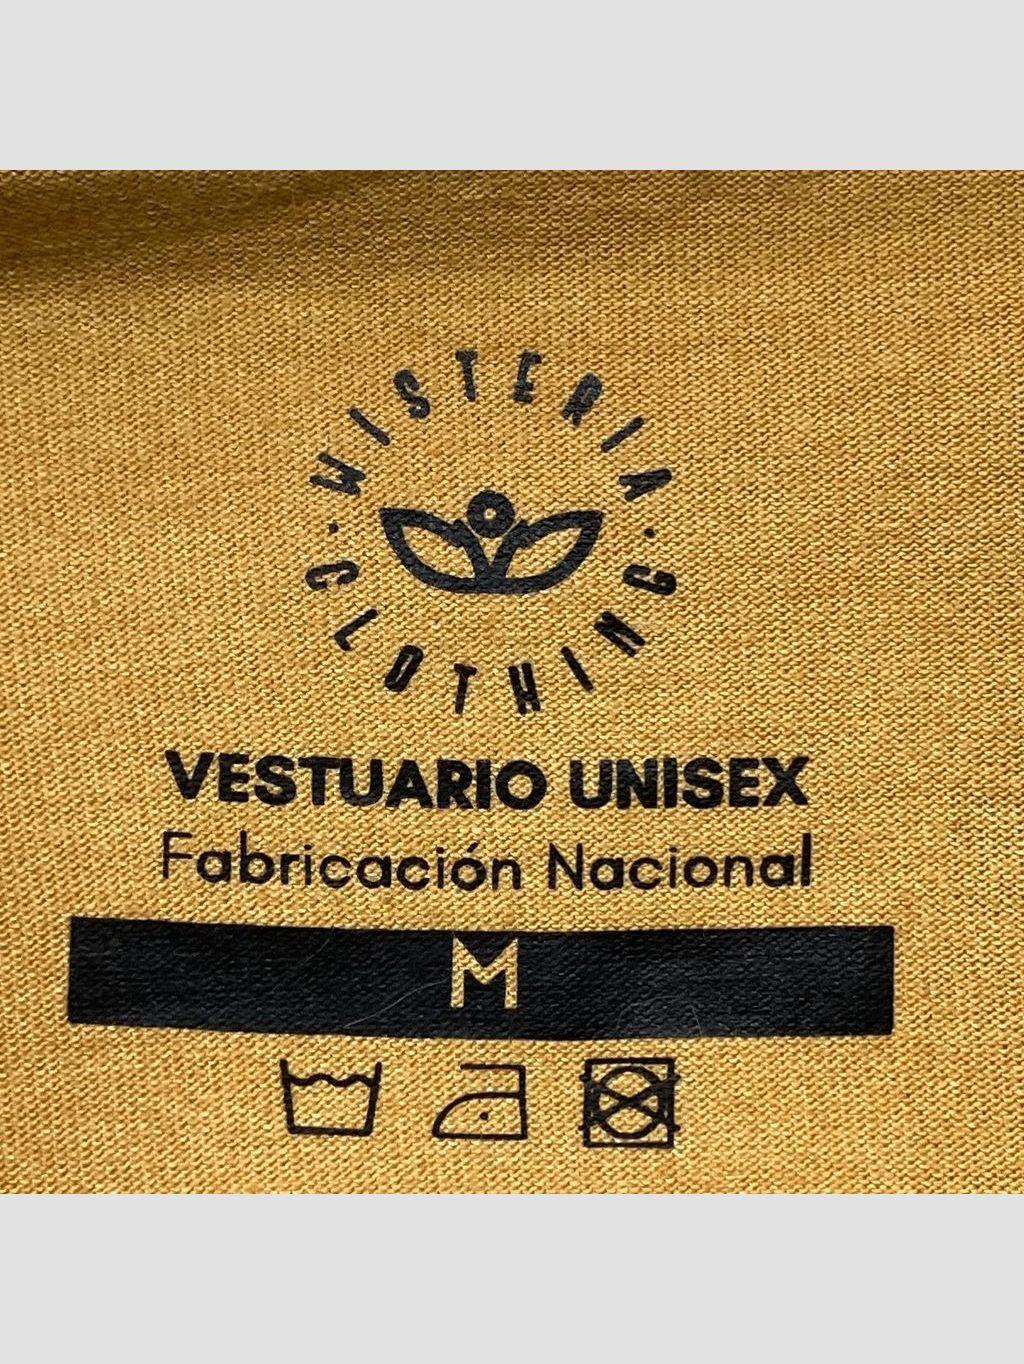 WISTERIA
CLOTHING
VESTUARIO UNISEX
Fabricación Nacional
M